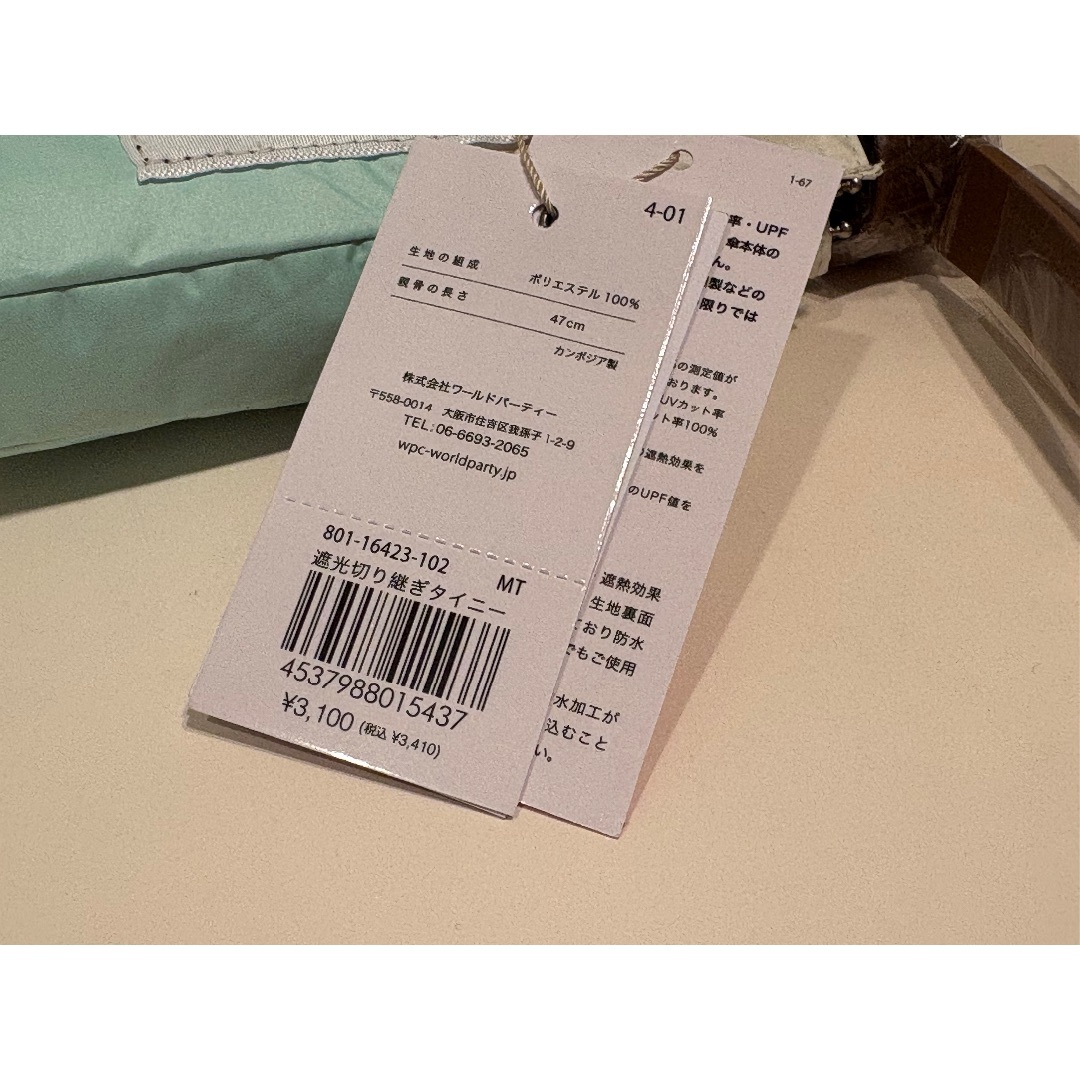 4-01
生地の組成 ポリエステル 100%
親骨の長さ 47cm
カンボジア製
株式会社ワールドパーティー
〒558-0014 大阪市住吉区我孫子 1-2-9
TEL:06-6693-2065
wpc-worldparty.jp
801-16423-102 MT
遮光切り継ぎタイニー
4537988015437
¥3,100 (税込 ¥3,410)
1-67
率・UPF
傘本体の
ん。
製などの
限りでは
の測定値が
おります。
UVカット率
ット率100%
遮熱効果を
のUPF値を
遮熱効果
生地裏面
ており防水
でもご使用
水加工が
込むこと
い。